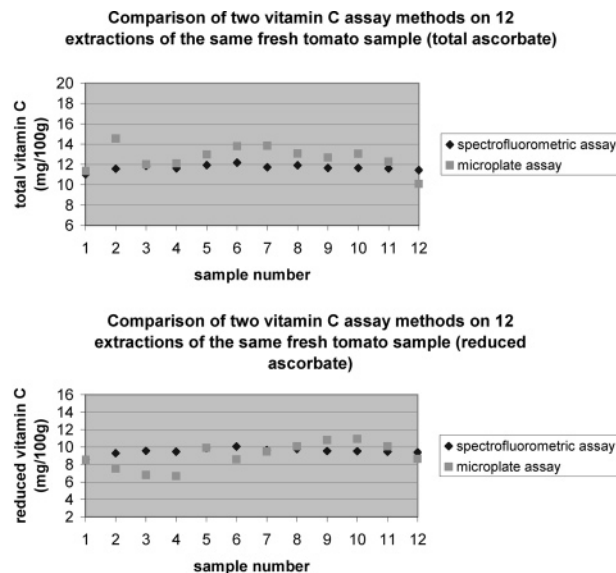 Comparison of two vitamin C assay methods on 12
extractions of the same fresh tomato sample (total ascorbate)
total vitamin C
(mg/100g)
20
18
16
14
12
10
8
6
1 2 3 4 5 6 7 8 9 10 11 12
sample number
spectrofluorometric assay
microplate assay
Comparison of two vitamin C assay methods on 12
extractions of the same fresh tomato sample (reduced
ascorbate)
reduced vitamin C
(mg/100g)
16
14
12
10
8
6
4
2
1 2 3 4 5 6 7 8 9 10 11 12
sample number
spectrofluorometric assay
microplate assay